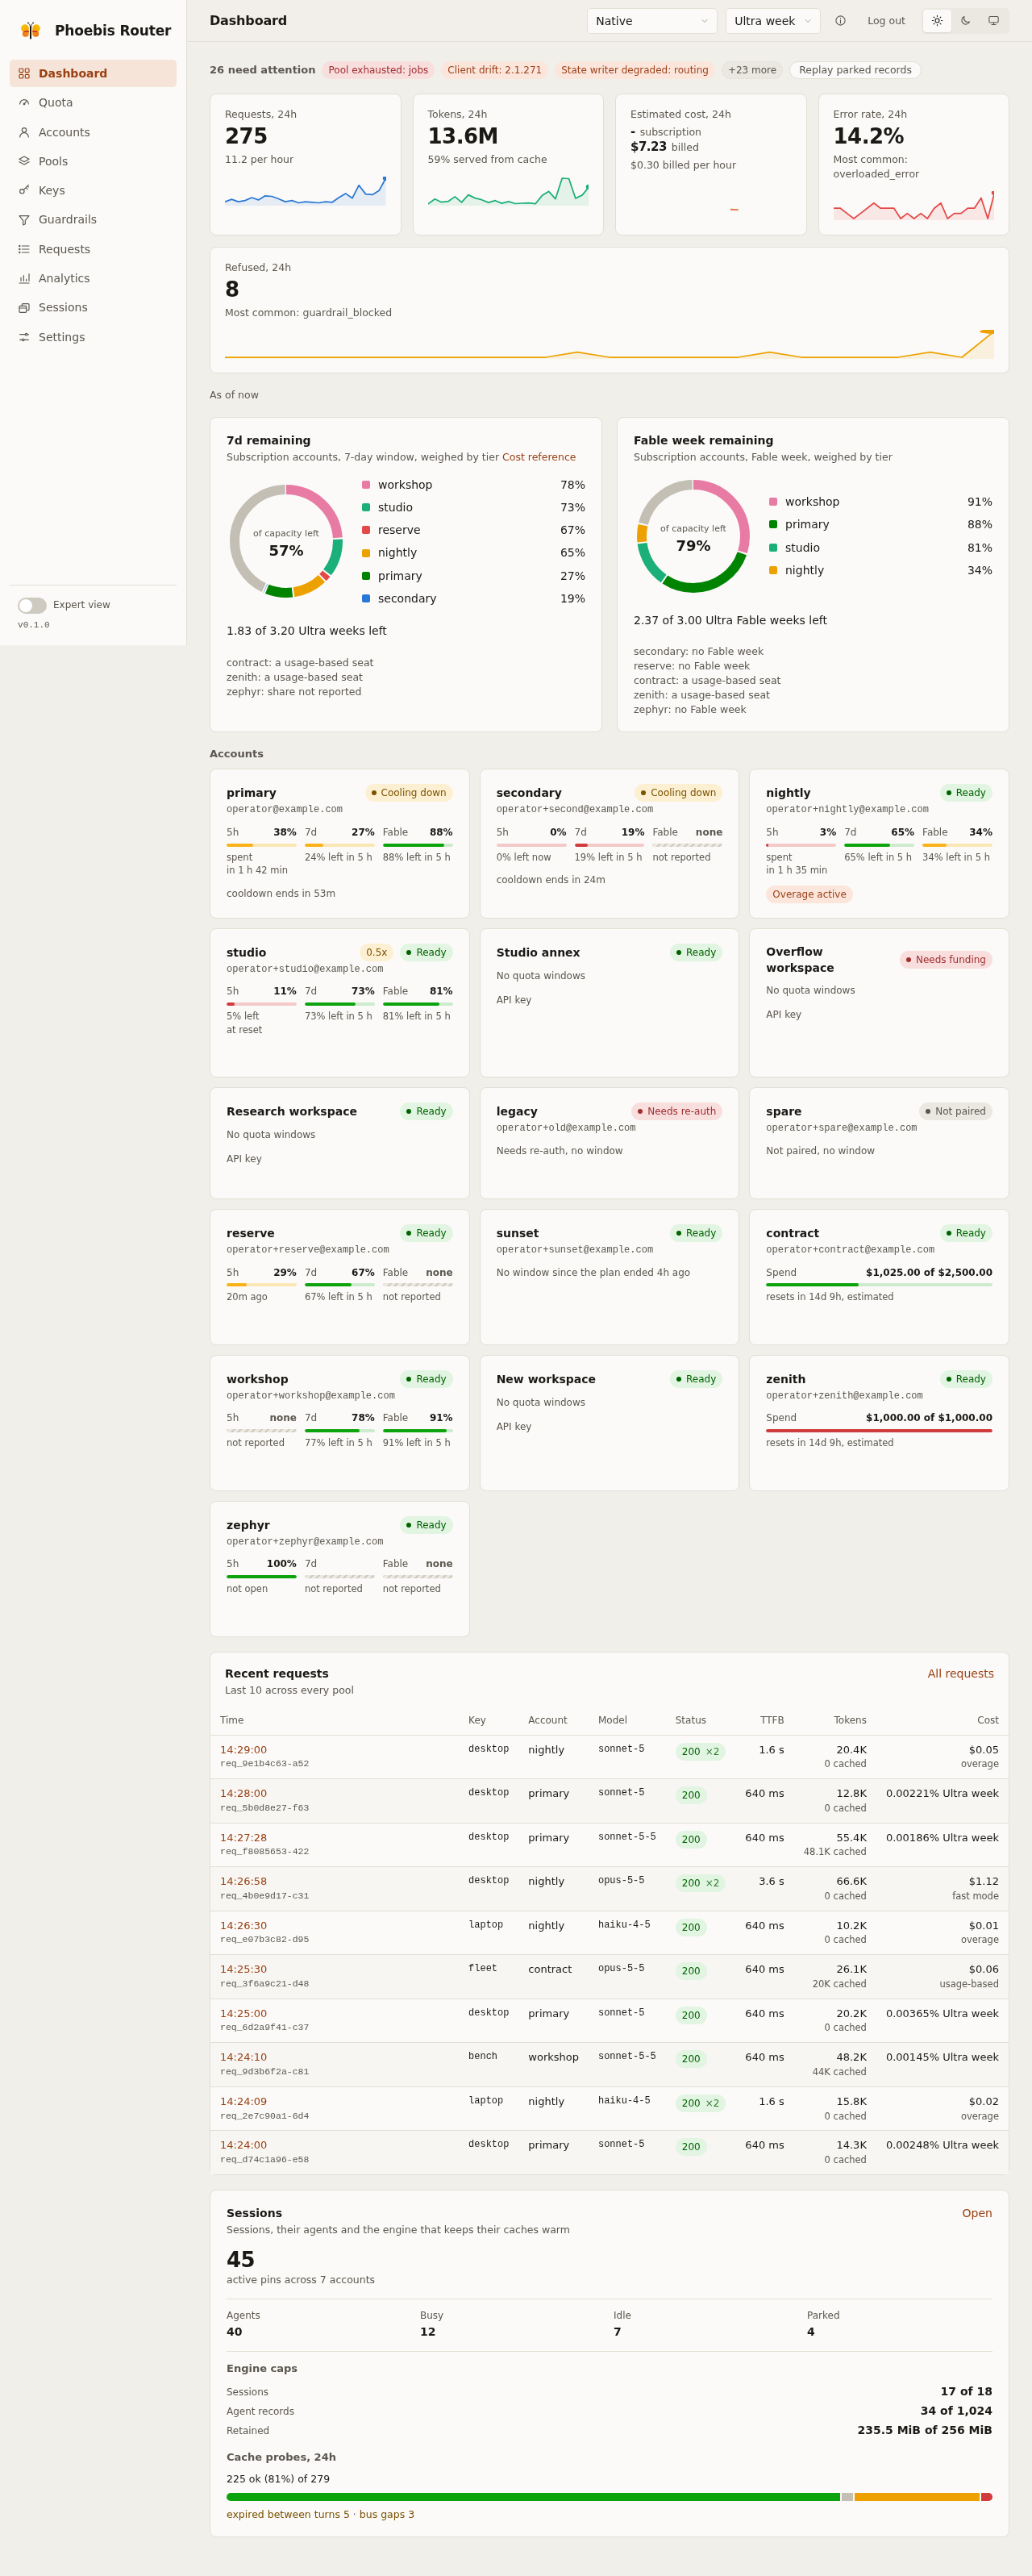 Phoebis Router
Dashboard
Quota
Accounts
Pools
Keys
Guardrails
Requests
Analytics
Sessions
Settings
Expert view
v0.1.0
Dashboard
Native
Ultra week
Log out
26 need attention
Pool exhausted: jobs
Client drift: 2.1.271
State writer degraded: routing
+23 more
Replay parked records
Requests, 24h
275
11.2 per hour
Tokens, 24h
13.6M
59% served from cache
Estimated cost, 24h
- subscription
$7.23 billed
$0.30 billed per hour
Error rate, 24h
14.2%
Most common:
overloaded_error
Refused, 24h
8
Most common: guardrail_blocked
As of now
7d remaining
Subscription accounts, 7-day window, weighed by tier Cost reference
of capacity left
57%
workshop 78%
studio 73%
reserve 67%
nightly 65%
primary 27%
secondary 19%
1.83 of 3.20 Ultra weeks left
contract: a usage-based seat
zenith: a usage-based seat
zephyr: share not reported
Fable week remaining
Subscription accounts, Fable week, weighed by tier
of capacity left
79%
workshop 91%
primary 88%
studio 81%
nightly 34%
2.37 of 3.00 Ultra Fable weeks left
secondary: no Fable week
reserve: no Fable week
contract: a usage-based seat
zenith: a usage-based seat
zephyr: no Fable week
Accounts
primary Cooling down
operator@example.com
5h 38% 7d 27% Fable 88%
spent
in 1 h 42 min
24% left in 5 h
88% left in 5 h
cooldown ends in 53m
secondary Cooling down
operator+second@example.com
5h 0% 7d 19% Fable none
0% left now
19% left in 5 h
not reported
cooldown ends in 24m
nightly Ready
operator+nightly@example.com
5h 3% 7d 65% Fable 34%
spent
in 1 h 35 min
65% left in 5 h
34% left in 5 h
Overage active
studio 0.5x Ready
operator+studio@example.com
5h 11% 7d 73% Fable 81%
5% left
at reset
73% left in 5 h
81% left in 5 h
Studio annex Ready
No quota windows
API key
Overflow
workspace
Needs funding
No quota windows
API key
Research workspace Ready
No quota windows
API key
legacy Needs re-auth
operator+old@example.com
Needs re-auth, no window
spare Not paired
operator+spare@example.com
Not paired, no window
reserve Ready
operator+reserve@example.com
5h 29% 7d 67% Fable none
20m ago
67% left in 5 h
not reported
sunset Ready
operator+sunset@example.com
No window since the plan ended 4h ago
contract Ready
operator+contract@example.com
Spend $1,025.00 of $2,500.00
resets in 14d 9h, estimated
workshop Ready
operator+workshop@example.com
5h none 7d 78% Fable 91%
not reported
77% left in 5 h
91% left in 5 h
New workspace Ready
No quota windows
API key
zenith Ready
operator+zenith@example.com
Spend $1,000.00 of $1,000.00
resets in 14d 9h, estimated
zephyr Ready
operator+zephyr@example.com
5h 100% 7d Fable none
not open
not reported
not reported
Recent requests
All requests
Last 10 across every pool
Time Key Account Model Status TTFB Tokens Cost
14:29:00 desktop nightly sonnet-5 200 ×2 1.6 s 20.4K $0.05
req_9e1b4c63-a52 0 cached overage
14:28:00 desktop primary sonnet-5 200 640 ms 12.8K 0.00221% Ultra week
req_5b0d8e27-f63 0 cached
14:27:28 desktop primary sonnet-5-5 200 640 ms 55.4K 0.00186% Ultra week
req_f8085653-422 48.1K cached
14:26:58 desktop nightly opus-5-5 200 ×2 3.6 s 66.6K $1.12
req_4b0e9d17-c31 0 cached fast mode
14:26:30 laptop nightly haiku-4-5 200 640 ms 10.2K $0.01
req_e07b3c82-d95 0 cached overage
14:25:30 fleet contract opus-5-5 200 640 ms 26.1K $0.06
req_3f6a9c21-d48 20K cached usage-based
14:25:00 desktop primary sonnet-5 200 640 ms 20.2K 0.00365% Ultra week
req_6d2a9f41-c37 0 cached
14:24:10 bench workshop sonnet-5-5 200 640 ms 48.2K 0.00145% Ultra week
req_9d3b6f2a-c81 44K cached
14:24:09 laptop nightly haiku-4-5 200 ×2 1.6 s 15.8K $0.02
req_2e7c90a1-6d4 0 cached overage
14:24:00 desktop primary sonnet-5 200 640 ms 14.3K 0.00248% Ultra week
req_d74c1a96-e58 0 cached
Sessions
Open
Sessions, their agents and the engine that keeps their caches warm
45
active pins across 7 accounts
Agents Busy Idle Parked
40 12 7 4
Engine caps
Sessions 17 of 18
Agent records 34 of 1,024
Retained 235.5 MiB of 256 MiB
Cache probes, 24h
225 ok (81%) of 279
expired between turns 5 · bus gaps 3